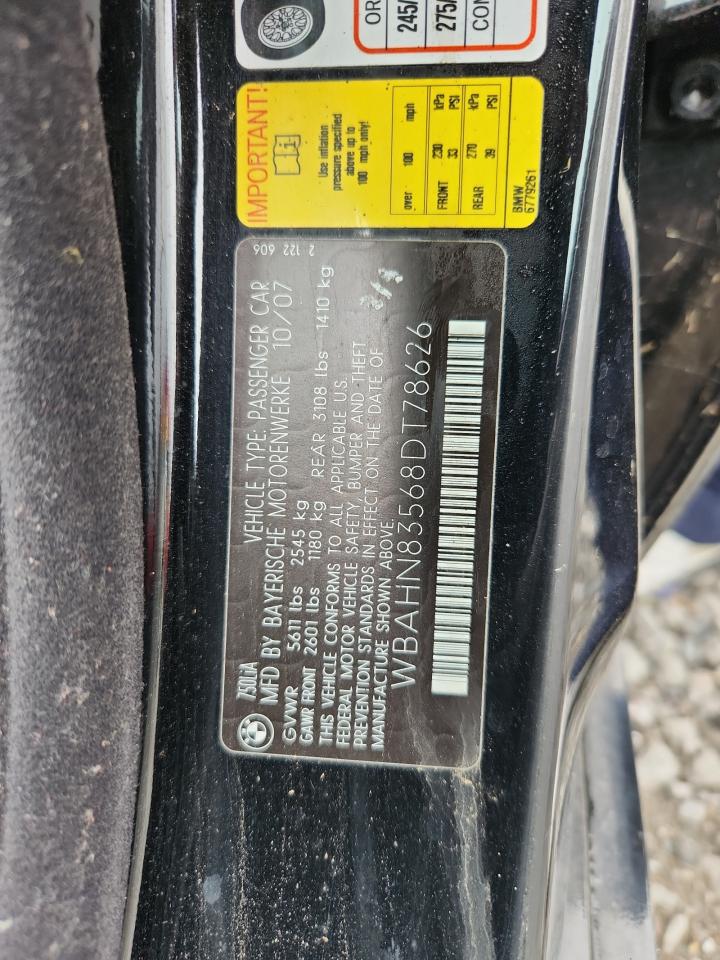 OR
245/
275/
CON
IMPORTANT!
Use inflation
pressure specified
above up to
100 mph only!
over 100 mph
FRONT 230 kPa
33 PSI
REAR 270 kPa
39 PSI
BMW
6779261
2 122 606
750LiA VEHICLE TYPE: PASSENGER CAR
MFD BY BAYERISCHE MOTORENWERKE 10/07
GVWR 5611 lbs 2545 kg
GAWR FRONT 2601 lbs 1180 kg REAR 3108 lbs 1410 kg
THIS VEHICLE CONFORMS TO ALL APPLICABLE U.S.
FEDERAL MOTOR VEHICLE SAFETY, BUMPER AND THEFT
PREVENTION STANDARDS IN EFFECT ON THE DATE OF
MANUFACTURE SHOWN ABOVE.
WBAHN83568DT78626